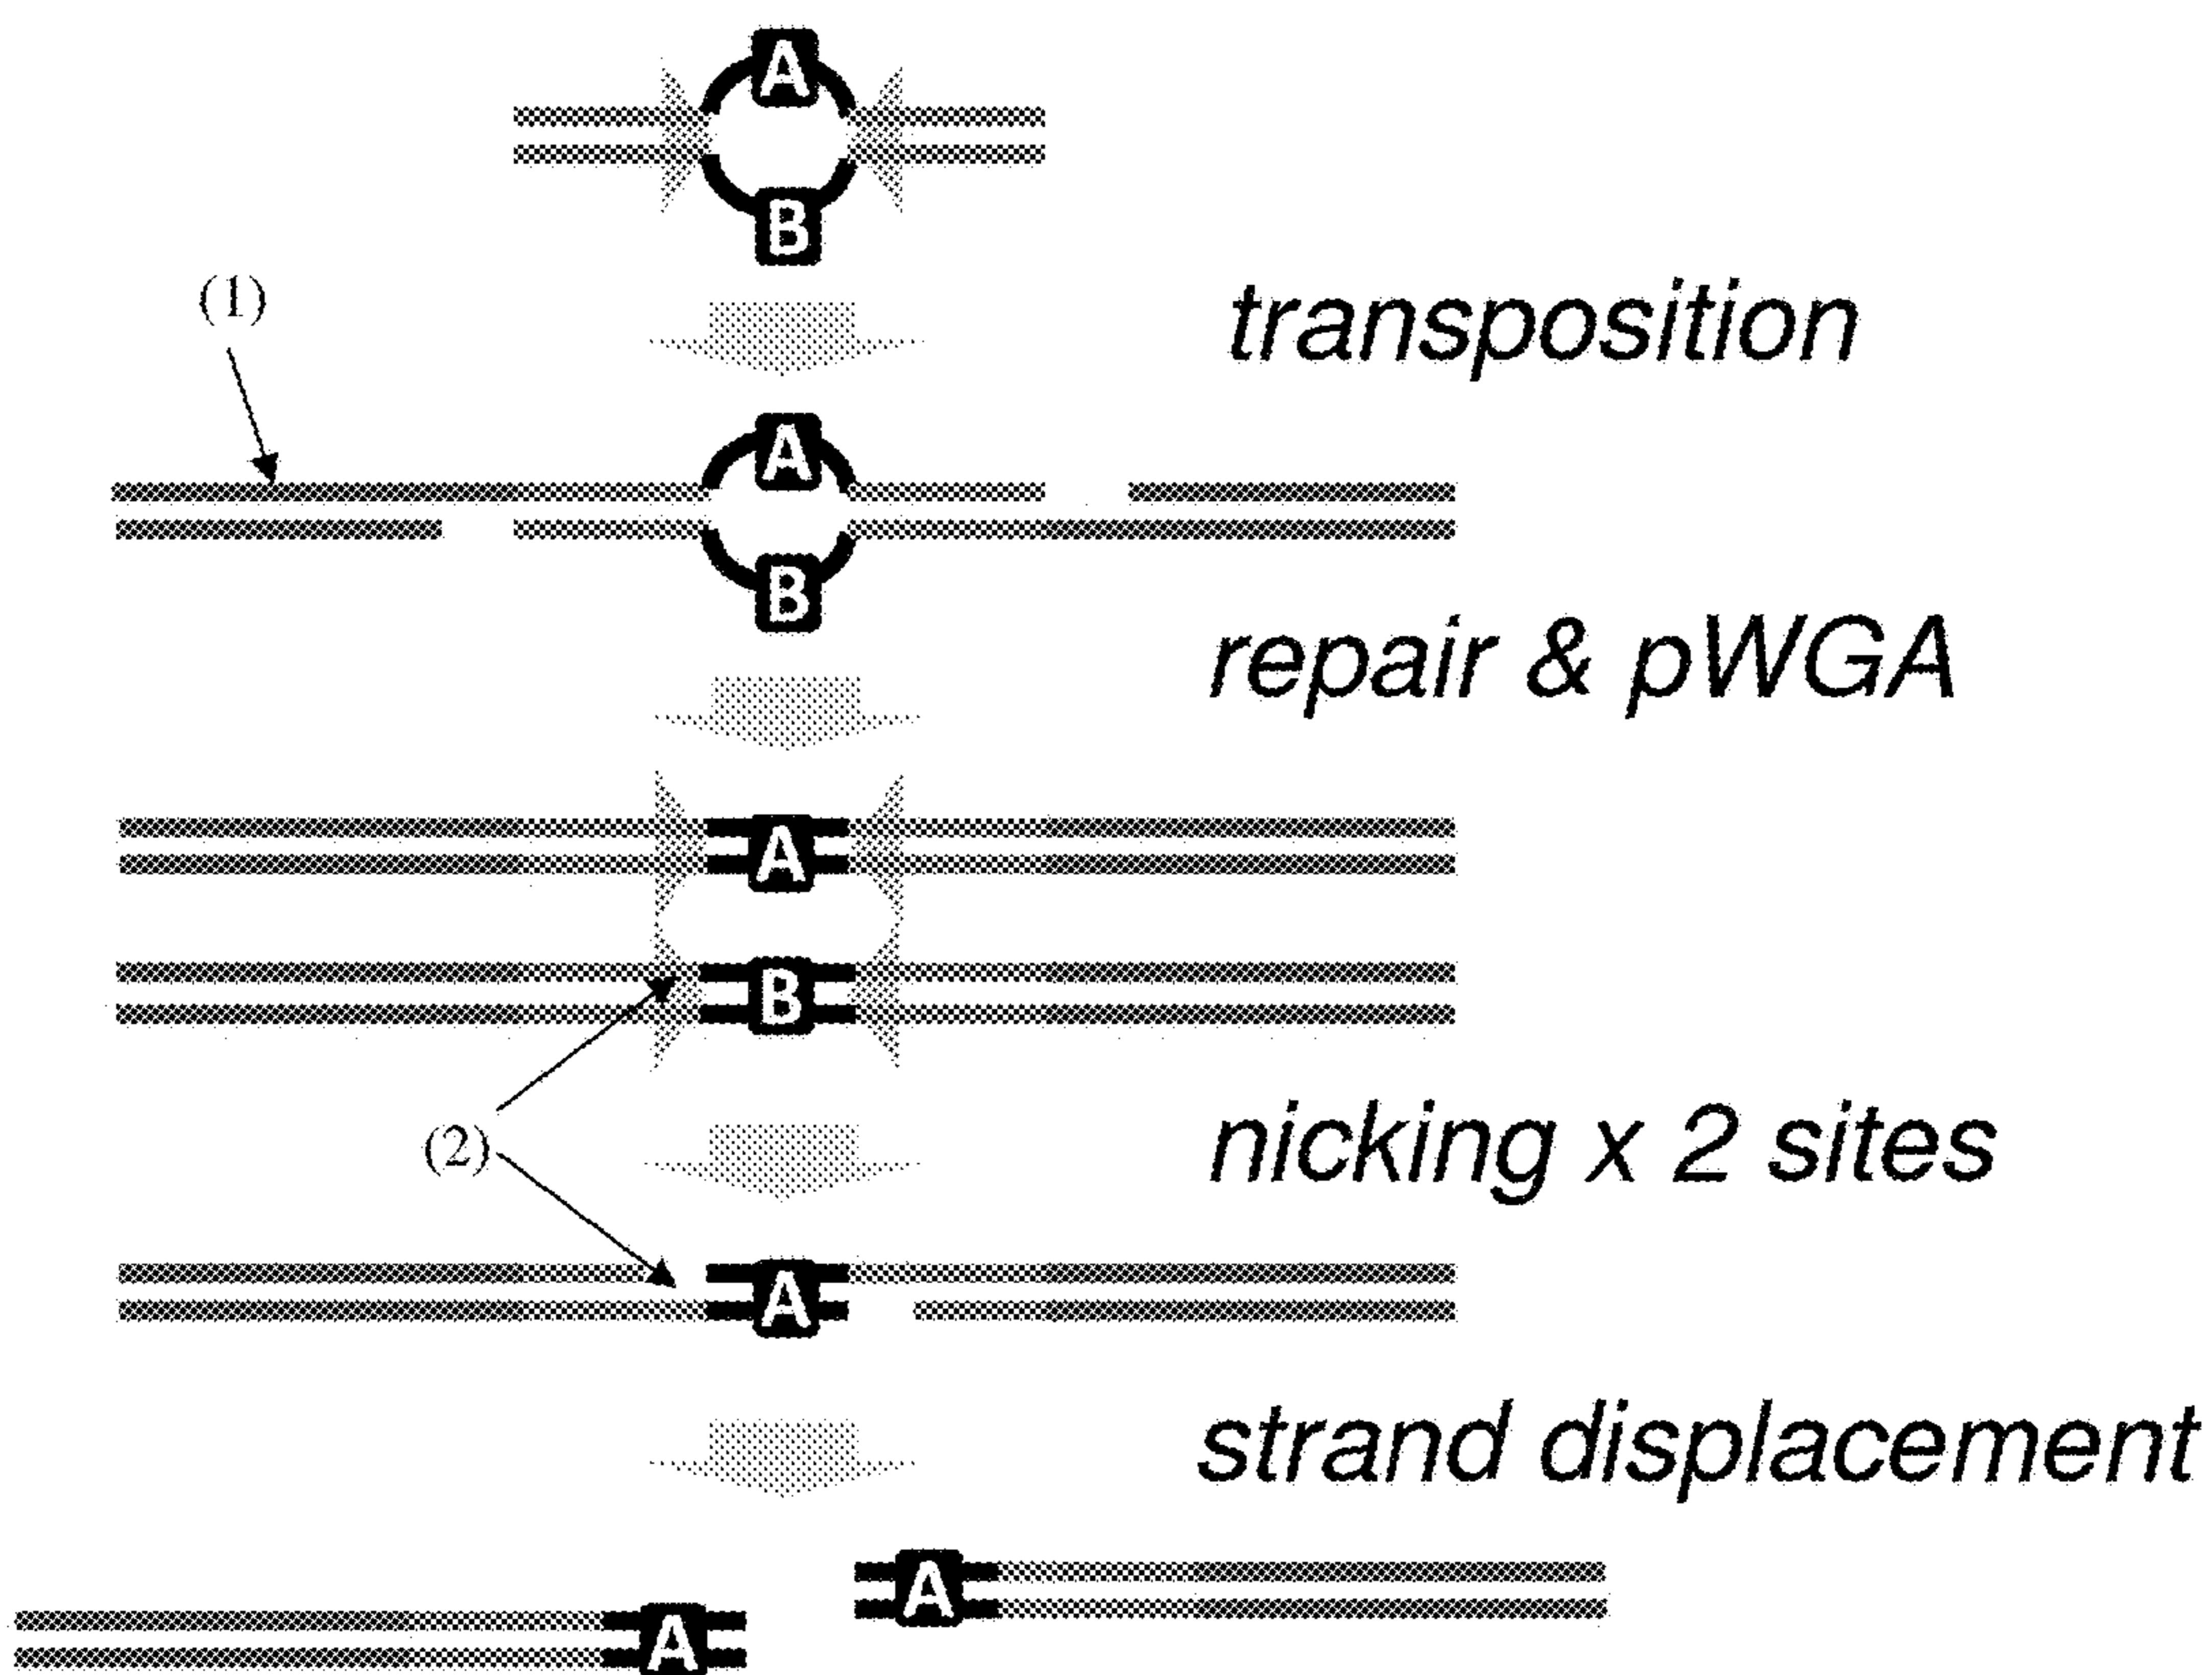 A
B
(1)
transposition
A
B
repair & pWGA
A
B
(2)
nicking x 2 sites
A
strand displacement
A
A